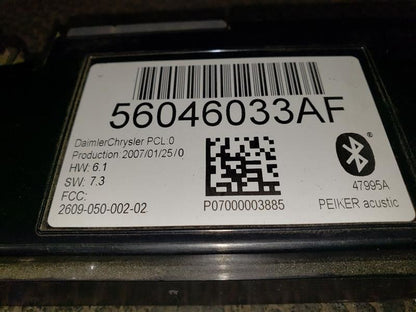 56046033AF
DaimlerChrysler PCL:0
Production: 2007/01/25/0
HW: 6.1
SW: 7.3
FCC:
2609-050-002-02
P07000003885
®
47995A
PEIKER acustic